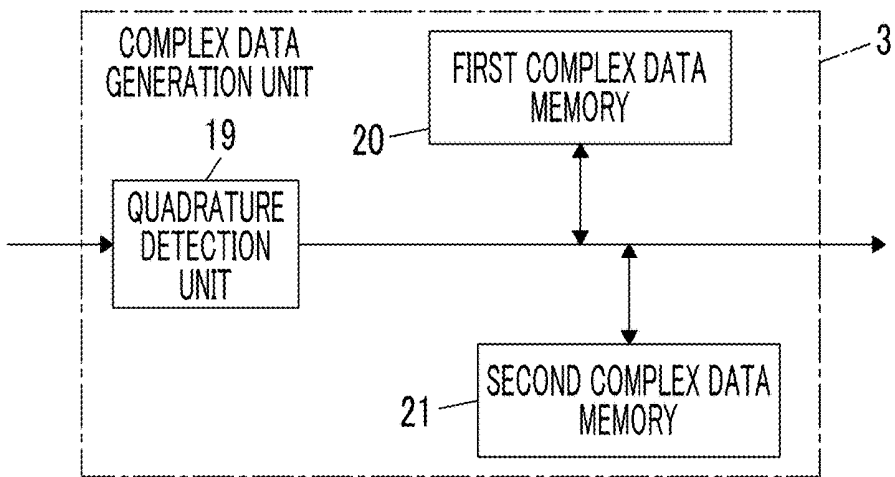 COMPLEX DATA
GENERATION UNIT
3
FIRST COMPLEX DATA
MEMORY
20
19
QUADRATURE
DETECTION
UNIT
SECOND COMPLEX DATA
MEMORY
21